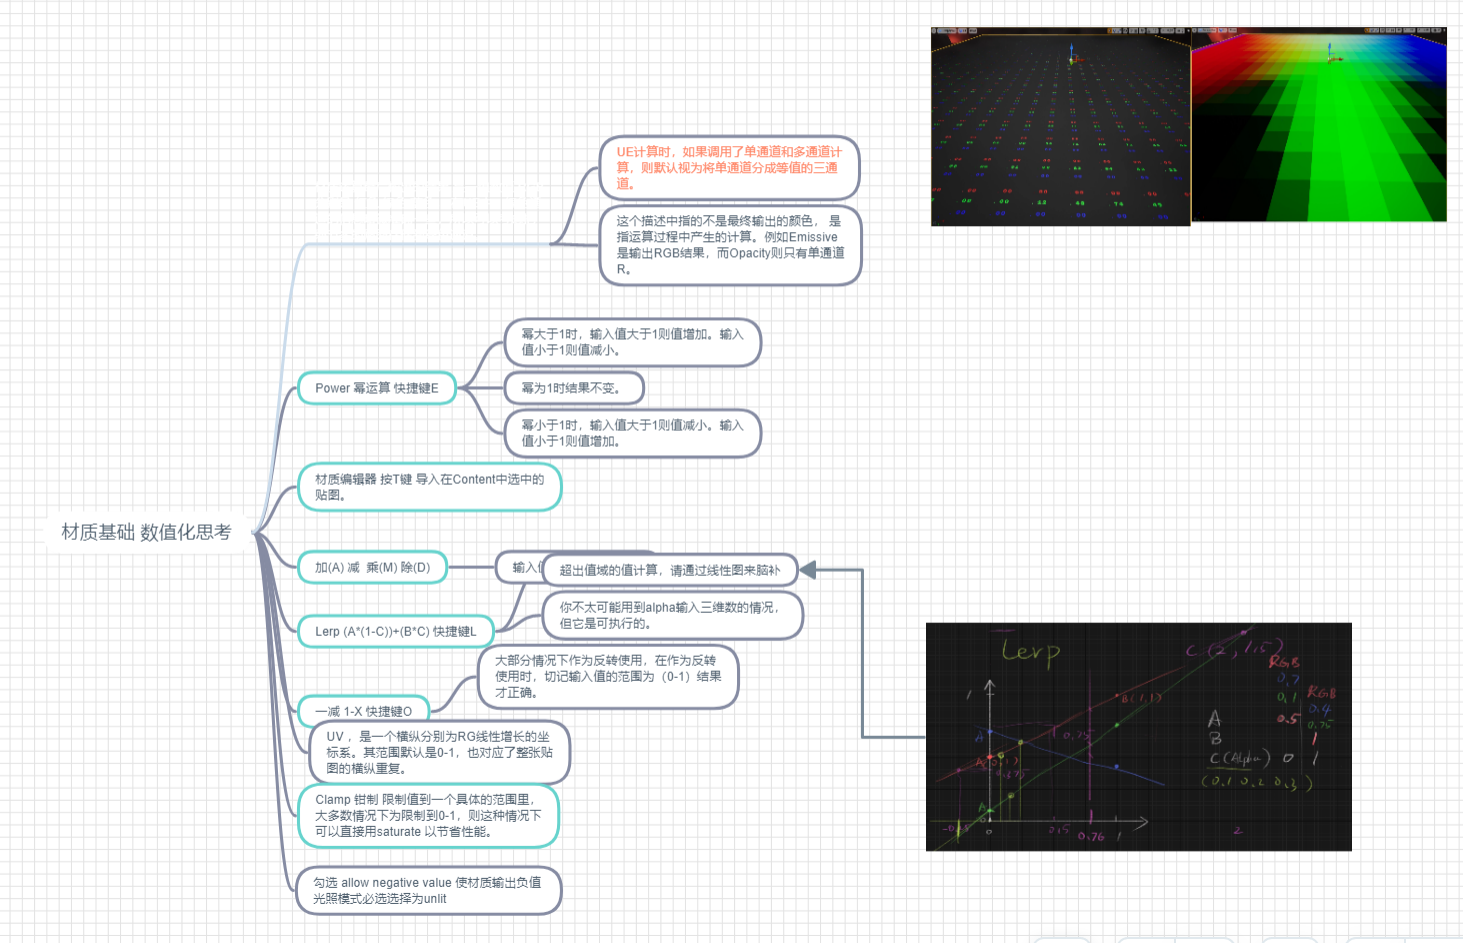 UE计算时，如果调用了单通道和多通道计
算，则默认视为将单通道分成等值的三通
道。
这个描述中指的不是最终输出的颜色， 是
指运算过程中产生的计算。例如Emissive
是输出RGB结果，而Opacity则只有单通道
R。
幂大于1时，输入值大于1则值增加。输入
值小于1则值减小。
Power 幂运算 快捷键E
幂为1时结果不变。
幂小于1时，输入值大于1则值减小。输入
值小于1则值增加。
材质编辑器 按T键 导入在Content中选中的
贴图。
材质基础 数值化思考
加(A) 减 乘(M) 除(D)
输入
超出值域的值计算，请通过线性图来脑补
你不太可能用到alpha输入三维数的情况，
但它是可执行的。
Lerp (A*(1-C))+(B*C) 快捷键L
大部分情况下作为反转使用，在作为反转
使用时，切记输入值的范围为（0-1）结果
才正确。
一减 1-X 快捷键O
UV ，是一个横纵分别为RG线性增长的坐
标系。其范围默认是0-1，也对应了整张贴
图的横纵重复。
Clamp 钳制 限制值到一个具体的范围里，
大多数情况下为限制到0-1，则这种情况下
可以直接用saturate 以节省性能。
勾选 allow negative value 使材质输出负值
光照模式必选选择为unlit
Lerp
C(2,1.5)
RGB
0.7
0.1
0.5
RGB
0.4
0.75
1
B(1,1)
A
B
C(Alpha) 0 1
(0.1 0.2 0.3)
1
A
0.75
A
0
0.5
0.76
1
2